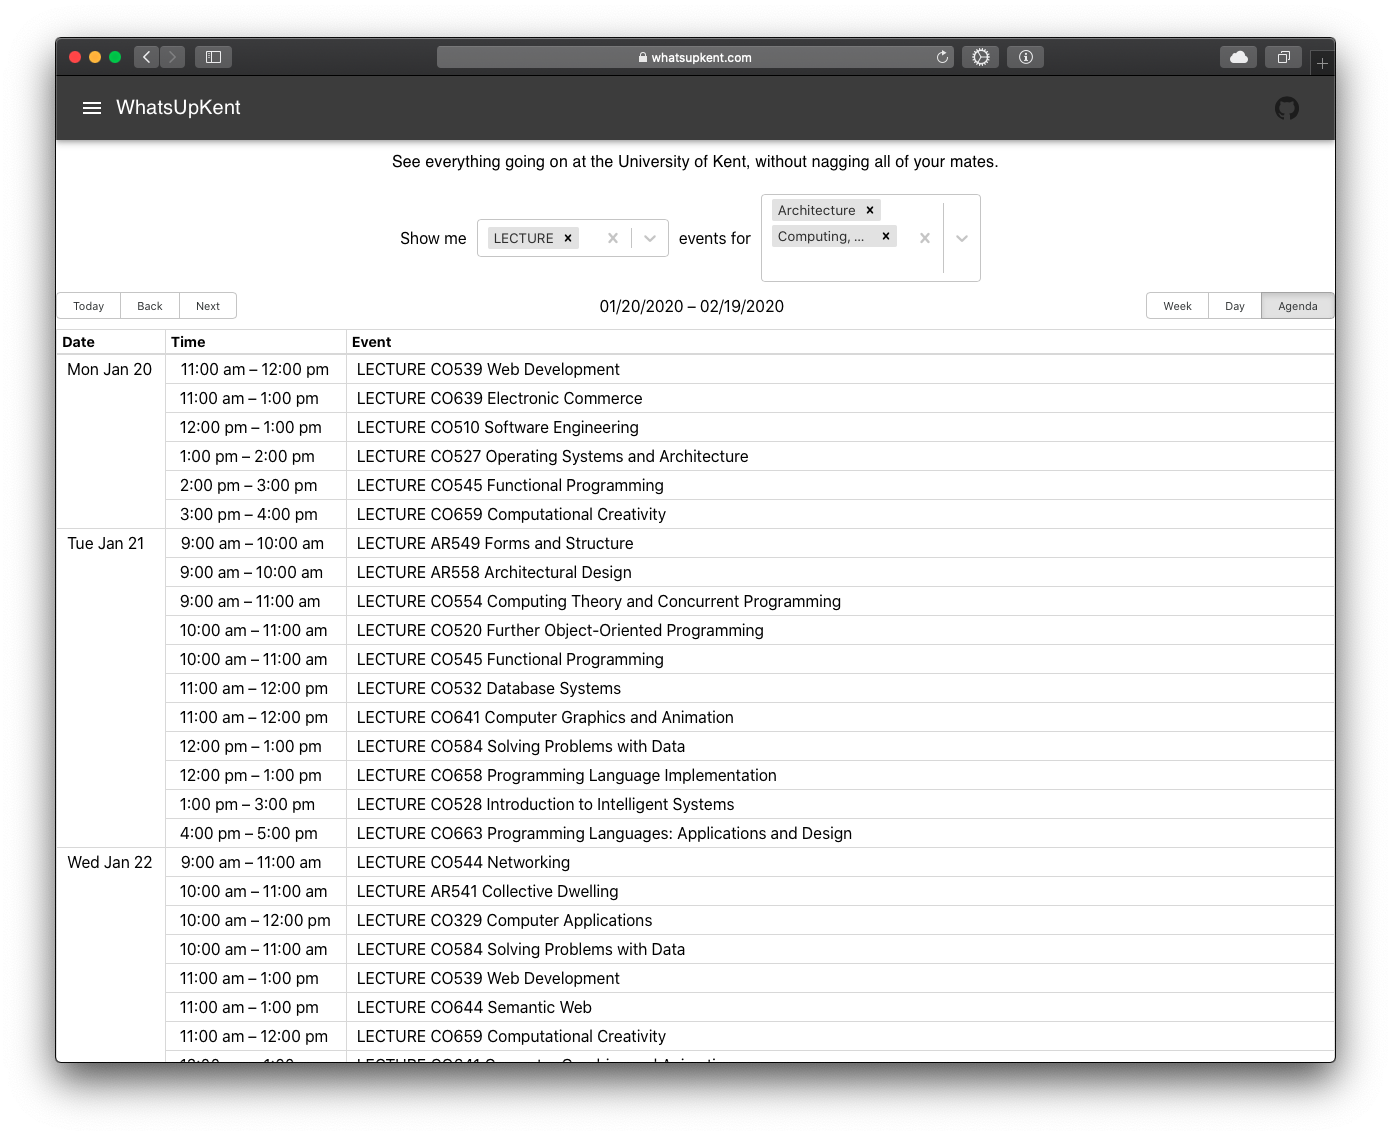 whatsupkent.com
WhatsUpKent
See everything going on at the University of Kent, without nagging all of your mates.
Show me LECTURE × events for Architecture × Computing, ... ×
Today Back Next 01/20/2020 – 02/19/2020 Week Day Agenda
Date Time Event
Mon Jan 20 11:00 am – 12:00 pm LECTURE CO539 Web Development
11:00 am – 1:00 pm LECTURE CO639 Electronic Commerce
12:00 pm – 1:00 pm LECTURE CO510 Software Engineering
1:00 pm – 2:00 pm LECTURE CO527 Operating Systems and Architecture
2:00 pm – 3:00 pm LECTURE CO545 Functional Programming
3:00 pm – 4:00 pm LECTURE CO659 Computational Creativity
Tue Jan 21 9:00 am – 10:00 am LECTURE AR549 Forms and Structure
9:00 am – 10:00 am LECTURE AR558 Architectural Design
9:00 am – 11:00 am LECTURE CO554 Computing Theory and Concurrent Programming
10:00 am – 11:00 am LECTURE CO520 Further Object-Oriented Programming
10:00 am – 11:00 am LECTURE CO545 Functional Programming
11:00 am – 12:00 pm LECTURE CO532 Database Systems
11:00 am – 12:00 pm LECTURE CO641 Computer Graphics and Animation
12:00 pm – 1:00 pm LECTURE CO584 Solving Problems with Data
12:00 pm – 1:00 pm LECTURE CO658 Programming Language Implementation
1:00 pm – 3:00 pm LECTURE CO528 Introduction to Intelligent Systems
4:00 pm – 5:00 pm LECTURE CO663 Programming Languages: Applications and Design
Wed Jan 22 9:00 am – 11:00 am LECTURE CO544 Networking
10:00 am – 11:00 am LECTURE AR541 Collective Dwelling
10:00 am – 12:00 pm LECTURE CO329 Computer Applications
10:00 am – 11:00 am LECTURE CO584 Solving Problems with Data
11:00 am – 1:00 pm LECTURE CO539 Web Development
11:00 am – 1:00 pm LECTURE CO644 Semantic Web
11:00 am – 12:00 pm LECTURE CO659 Computational Creativity